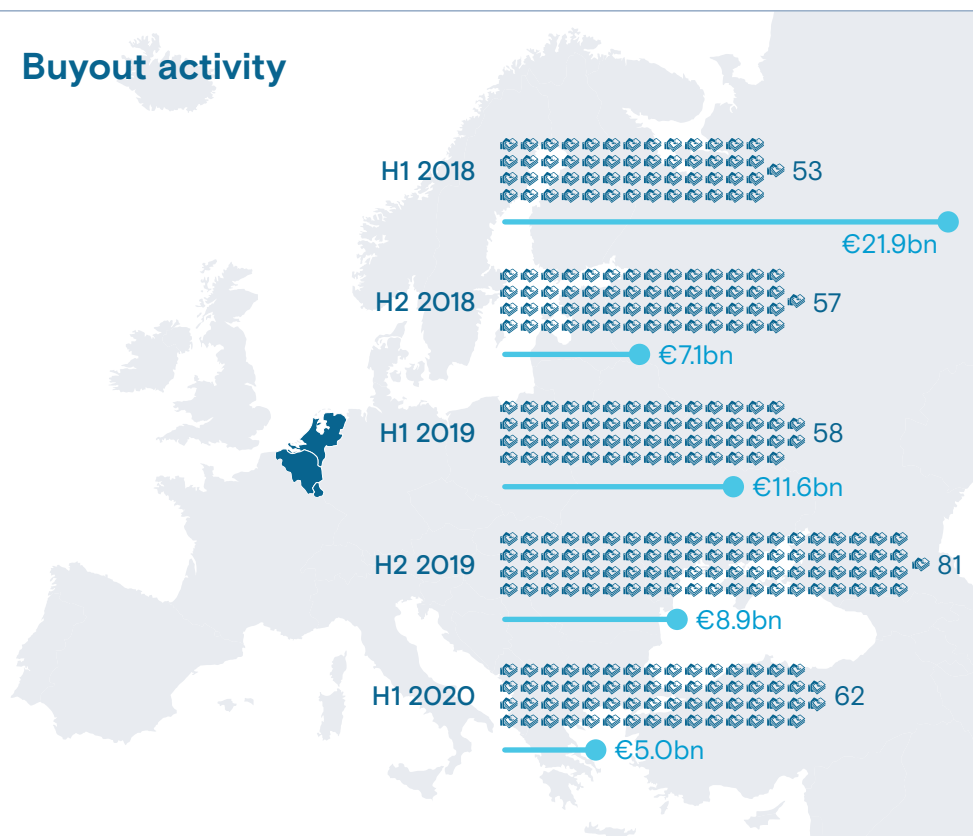 Buyout activity
H1 2018
53
€21.9bn
H2 2018
57
€7.1bn
H1 2019
58
€11.6bn
H2 2019
81
€8.9bn
H1 2020
62
€5.0bn